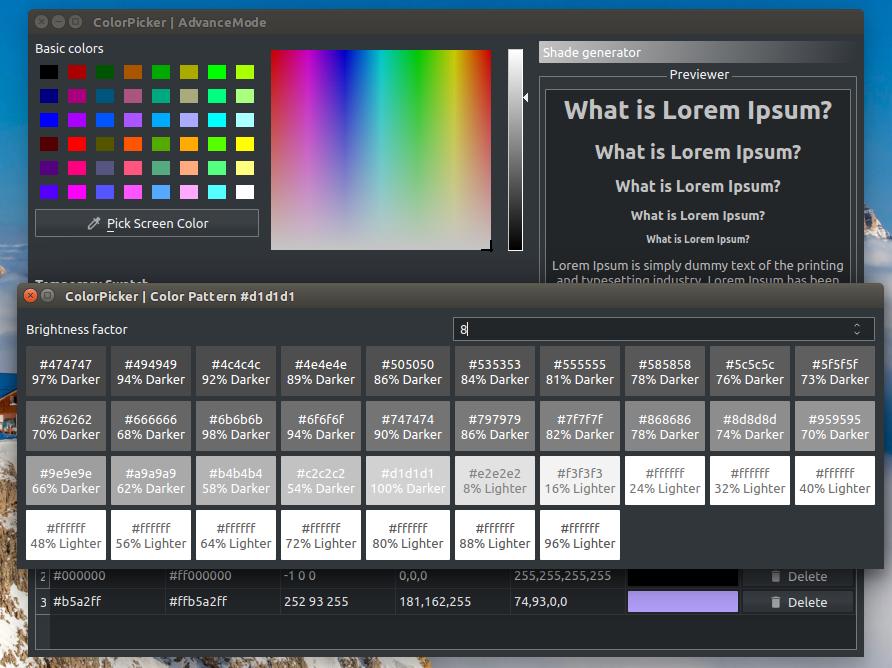 ColorPicker | AdvanceMode
Basic colors
Pick Screen Color
Temporary Swatch
Shade generator
Previewer
What is Lorem Ipsum?
What is Lorem Ipsum?
What is Lorem Ipsum?
What is Lorem Ipsum?
What is Lorem Ipsum?
Lorem Ipsum is simply dummy text of the printing
and typesetting industry. Lorem Ipsum has been
ColorPicker | Color Pattern #d1d1d1
Brightness factor 8
#474747 #494949 #4c4c4c #4e4e4e #505050 #535353 #555555 #585858 #5c5c5c #5f5f5f
97% Darker 94% Darker 92% Darker 89% Darker 86% Darker 84% Darker 81% Darker 78% Darker 76% Darker 73% Darker
#626262 #666666 #6b6b6b #6f6f6f #747474 #797979 #7f7f7f #868686 #8d8d8d #959595
70% Darker 68% Darker 98% Darker 94% Darker 90% Darker 86% Darker 82% Darker 78% Darker 74% Darker 70% Darker
#9e9e9e #a9a9a9 #b4b4b4 #c2c2c2 #d1d1d1 #e2e2e2 #f3f3f3 #ffffff #ffffff #ffffff
66% Darker 62% Darker 58% Darker 54% Darker 100% Darker 8% Lighter 16% Lighter 24% Lighter 32% Lighter 40% Lighter
#ffffff #ffffff #ffffff #ffffff #ffffff #ffffff #ffffff
48% Lighter 56% Lighter 64% Lighter 72% Lighter 80% Lighter 88% Lighter 96% Lighter
2 #000000 #ff000000 -1 0 0 0,0,0 255,255,255,255 Delete
3 #b5a2ff #ffb5a2ff 252 93 255 181,162,255 74,93,0,0 Delete